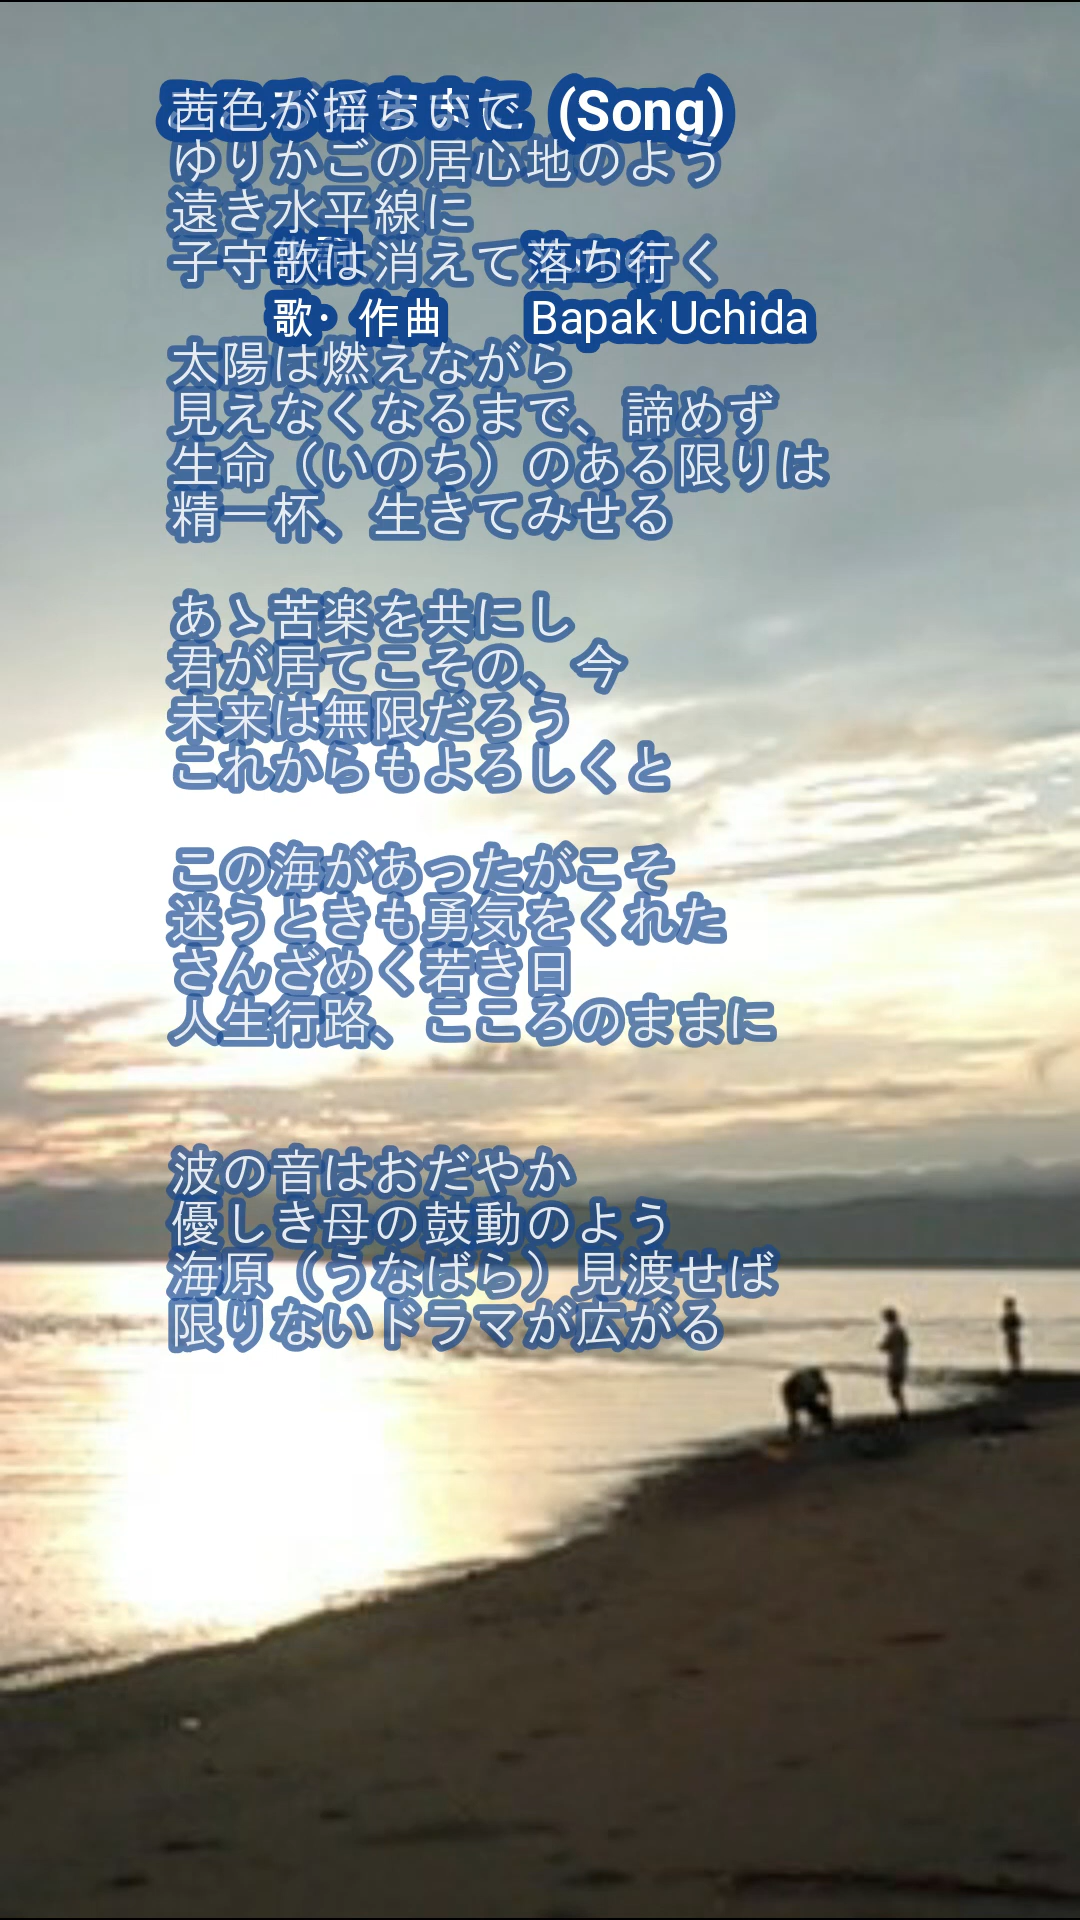 茜色が揺らいで (Song)
ゆりかごの居心地のよう
遠き水平線に
子守歌は消えて落ち行く
歌・作曲 Bapak Uchida
太陽は燃えながら
見えなくなるまで、諦めず
生命（いのち）のある限りは
精一杯、生きてみせる
あゝ苦楽を共にし
君が居てこその、今
未来は無限だろう
これからもよろしくと
この海があったがこそ
迷うときも勇気をくれた
さんざめく若き日
人生行路、こころのままに
波の音はおだやか
優しき母の鼓動のよう
海原（うなばら）見渡せば
限りないドラマが広がる